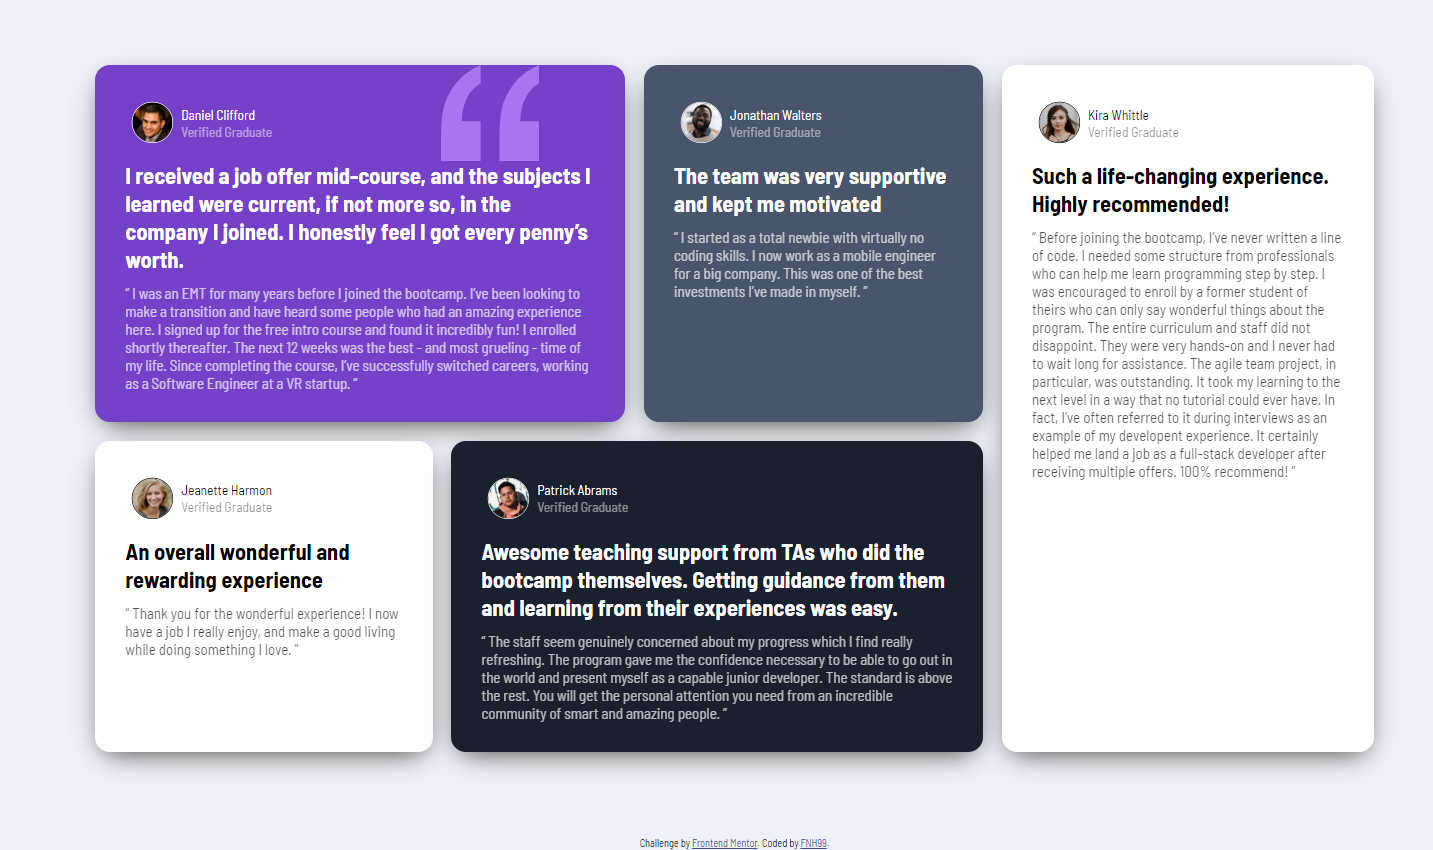 Daniel Clifford
Verified Graduate
I received a job offer mid-course, and the subjects I
learned were current, if not more so, in the
company I joined. I honestly feel I got every penny’s
worth.
“ I was an EMT for many years before I joined the bootcamp. I’ve been looking to
make a transition and have heard some people who had an amazing experience
here. I signed up for the free intro course and found it incredibly fun! I enrolled
shortly thereafter. The next 12 weeks was the best - and most grueling - time of
my life. Since completing the course, I’ve successfully switched careers, working
as a Software Engineer at a VR startup. ”
Jonathan Walters
Verified Graduate
The team was very supportive
and kept me motivated
“ I started as a total newbie with virtually no
coding skills. I now work as a mobile engineer
for a big company. This was one of the best
investments I’ve made in myself. ”
Kira Whittle
Verified Graduate
Such a life-changing experience.
Highly recommended!
“ Before joining the bootcamp, I’ve never written a line
of code. I needed some structure from professionals
who can help me learn programming step by step. I
was encouraged to enroll by a former student of
theirs who can only say wonderful things about the
program. The entire curriculum and staff did not
disappoint. They were very hands-on and I never had
to wait long for assistance. The agile team project, in
particular, was outstanding. It took my learning to the
next level in a way that no tutorial could ever have. In
fact, I’ve often referred to it during interviews as an
example of my developent experience. It certainly
helped me land a job as a full-stack developer after
receiving multiple offers. 100% recommend! ”
Jeanette Harmon
Verified Graduate
An overall wonderful and
rewarding experience
“ Thank you for the wonderful experience! I now
have a job I really enjoy, and make a good living
while doing something I love. ”
Patrick Abrams
Verified Graduate
Awesome teaching support from TAs who did the
bootcamp themselves. Getting guidance from them
and learning from their experiences was easy.
“ The staff seem genuinely concerned about my progress which I find really
refreshing. The program gave me the confidence necessary to be able to go out in
the world and present myself as a capable junior developer. The standard is above
the rest. You will get the personal attention you need from an incredible
community of smart and amazing people. ”
Challenge by Frontend Mentor. Coded by FNH99.